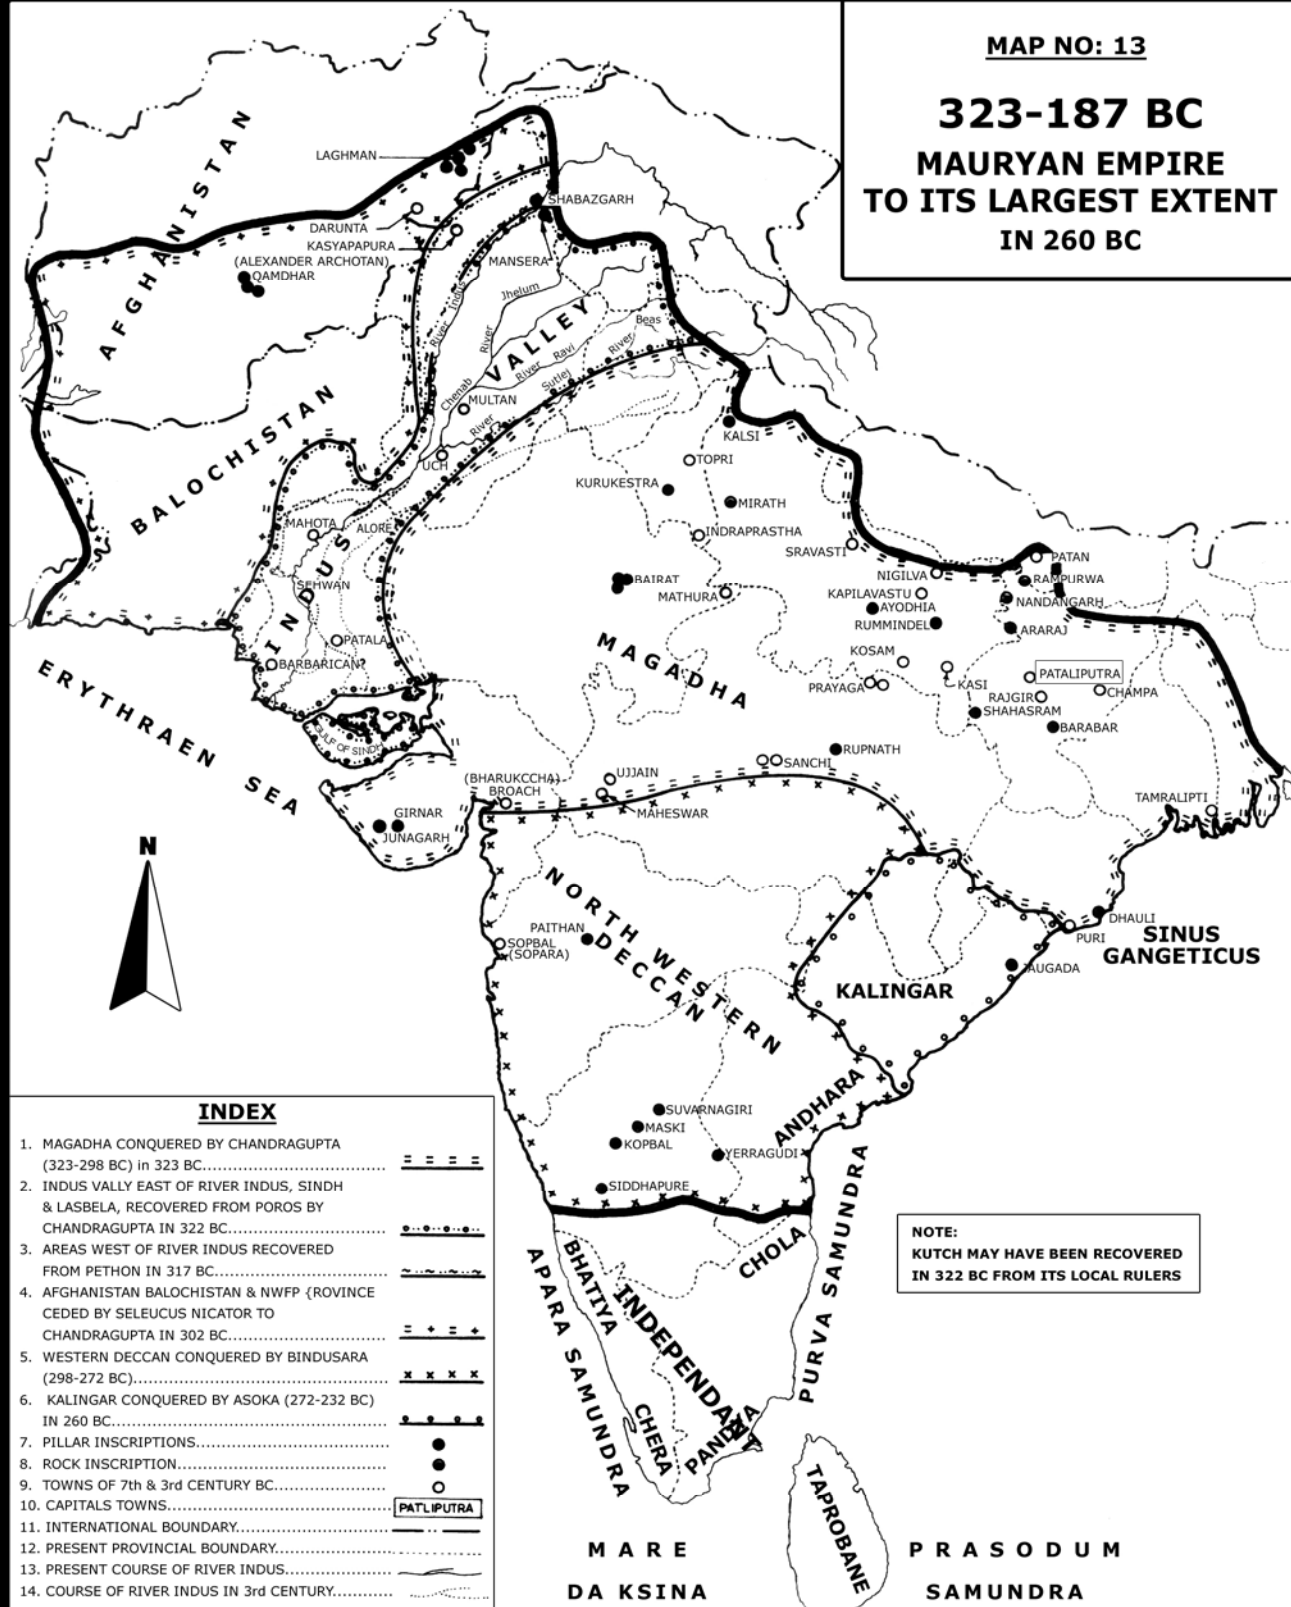 MAP NO: 13
323-187 BC
MAURYAN EMPIRE
TO ITS LARGEST EXTENT
IN 260 BC
AFGHANISTAN
LAGHMAN
SHABAZGARH
DARUNTA
KASYAPAPURA
(ALEXANDER ARCHOTAN)
QAMDHAR
MANSERA
River Indus
River Jhelum
VALLEY
Beas
River Ravi
River
Chenab
Sutlej
River
MULTAN
UCH
BALOCHISTAN
KALSI
TOPRI
KURUKESTRA
MIRATH
INDRAPRASTHA
MAHOTA
ALORE
INDUS
SEHWAN
SRAVASTI
PATAN
NIGILVA
RAMPURWA
BAIRAT
MATHURA
KAPILAVASTU
NANDANGARH
AYODHIA
RUMMINDEL
ARARAJ
PATALA
BARBARICAN?
MAGADHA
KOSAM
PRAYAGA
KASI
PATALIPUTRA
RAJGIR
CHAMPA
SHAHASRAM
BARABAR
ERYTHRAEN SEA
GULF OF SINDH
RUPNATH
SANCHI
(BHARUKCCHA)
BROACH
UJJAIN
MAHESWAR
TAMRALIPTI
GIRNAR
JUNAGARH
N
NORTH WESTERN
DECCAN
PAITHAN
SOPBAL
(SOPARA)
DHAULI
PURI
SINUS
GANGETICUS
JAUGADA
KALINGAR
ANDHARA
SUVARNAGIRI
MASKI
KOPBAL
YERRAGUDI
SIDDHAPURE
CHOLA
BHATIYA
INDEPENDANT
CHERA
PANDYA
APARA SAMUNDRA
PURVA SAMUNDRA
TAPROBANE
MARE
DA KSINA
PRASODUM
SAMUNDRA
NOTE:
KUTCH MAY HAVE BEEN RECOVERED
IN 322 BC FROM ITS LOCAL RULERS
INDEX
1. MAGADHA CONQUERED BY CHANDRAGUPTA
(323-298 BC) in 323 BC
2. INDUS VALLY EAST OF RIVER INDUS, SINDH
& LASBELA, RECOVERED FROM POROS BY
CHANDRAGUPTA IN 322 BC
3. AREAS WEST OF RIVER INDUS RECOVERED
FROM PETHON IN 317 BC
4. AFGHANISTAN BALOCHISTAN & NWFP {ROVINCE
CEDED BY SELEUCUS NICATOR TO
CHANDRAGUPTA IN 302 BC
5. WESTERN DECCAN CONQUERED BY BINDUSARA
(298-272 BC)
6. KALINGAR CONQUERED BY ASOKA (272-232 BC)
IN 260 BC
7. PILLAR INSCRIPTIONS
8. ROCK INSCRIPTION
9. TOWNS OF 7th & 3rd CENTURY BC
10. CAPITALS TOWNS PATLIPUTRA
11. INTERNATIONAL BOUNDARY
12. PRESENT PROVINCIAL BOUNDARY
13. PRESENT COURSE OF RIVER INDUS
14. COURSE OF RIVER INDUS IN 3rd CENTURY